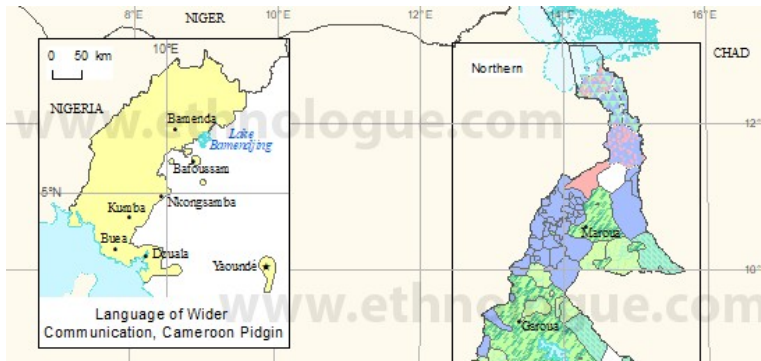 NIGER
8°E
10°E
12°E
14°E
16°E
10°E
0 50 km
Northern
CHAD
NIGERIA
www.ethnologue.com
12°N
Bamenda
Lake
Bamendjing
Bafoussam
5°N
Nkongsamba
Kumba
Maroua
Buea
Douala
Yaoundé
10°N
www.ethnologue.com
Language of Wider
Communication, Cameroon Pidgin
Garoua